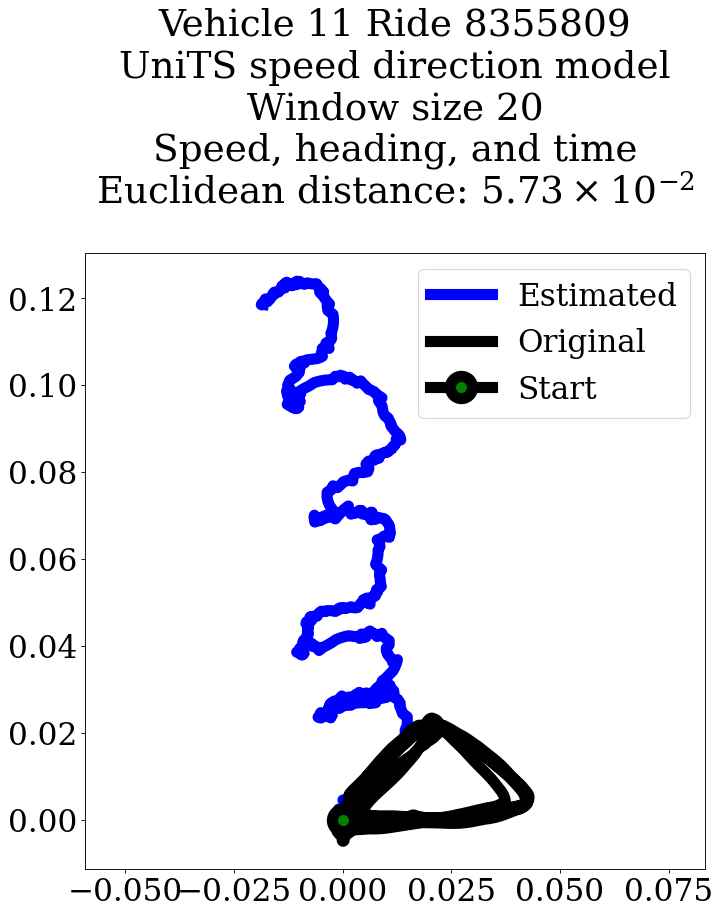 Vehicle 11 Ride 8355809
UniTS speed direction model
Window size 20
Speed, heading, and time
Euclidean distance: 5.73 × 10⁻²
Estimated
Original
Start
0.12
0.10
0.08
0.06
0.04
0.02
0.00
−0.050 −0.025 0.000 0.025 0.050 0.075